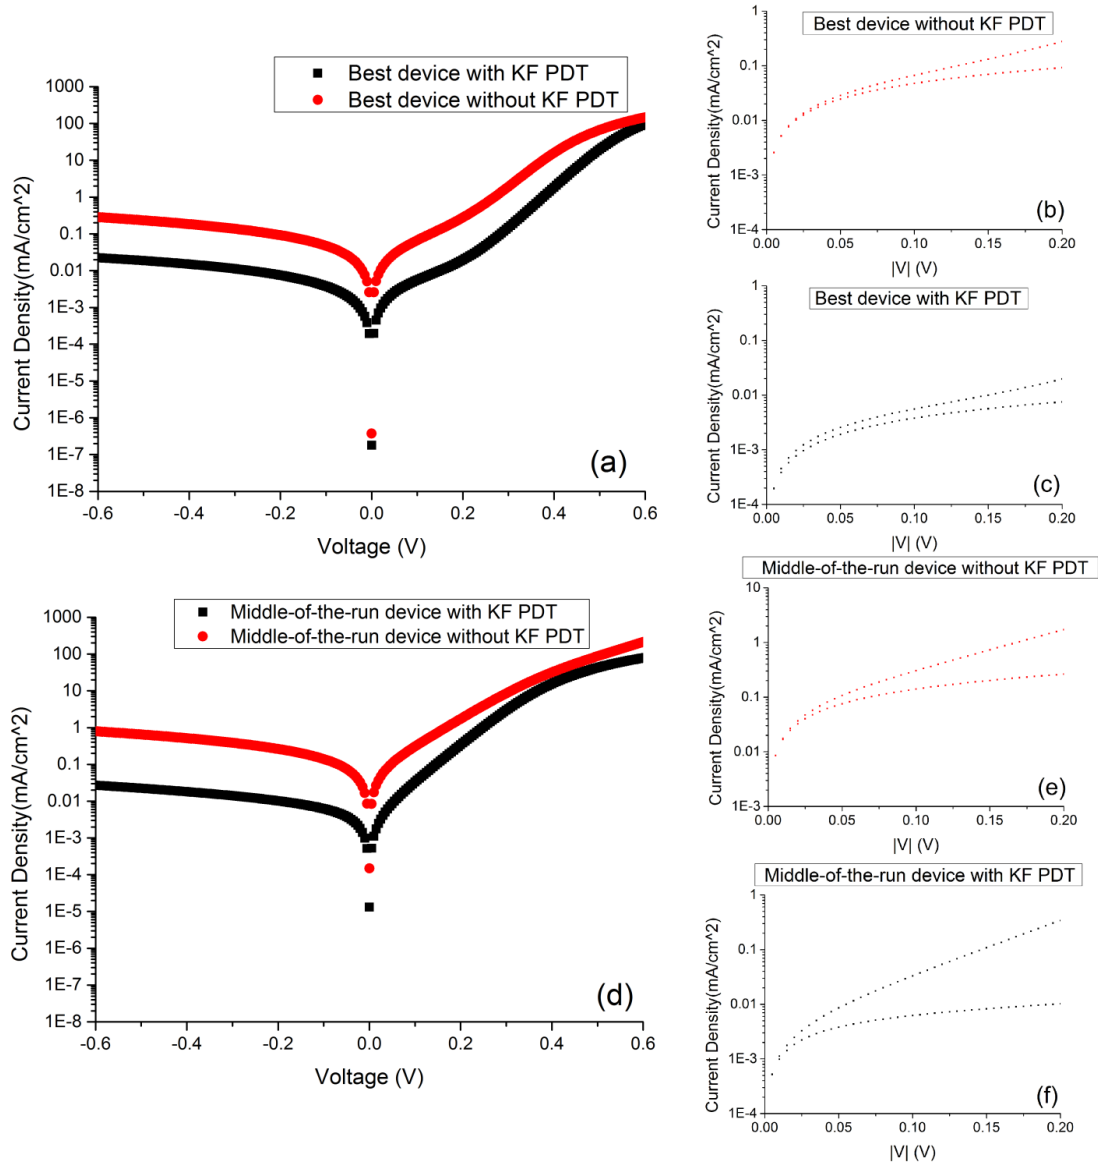 Best device with KF PDT
Best device without KF PDT
1000
100
10
1
0.1
0.01
1E-3
1E-4
1E-5
1E-6
1E-7
1E-8
Current Density(mA/cm^2)
-0.6
-0.4
-0.2
0.0
0.2
0.4
0.6
Voltage (V)
(a)
Best device without KF PDT
1
0.1
0.01
1E-3
1E-4
Current Density(mA/cm^2)
0.00
0.05
0.10
0.15
0.20
|V| (V)
(b)
Best device with KF PDT
1
0.1
0.01
1E-3
1E-4
Current Density(mA/cm^2)
0.00
0.05
0.10
0.15
0.20
|V| (V)
(c)
Middle-of-the-run device with KF PDT
Middle-of-the-run device without KF PDT
1000
100
10
1
0.1
0.01
1E-3
1E-4
1E-5
1E-6
1E-7
1E-8
Current Density(mA/cm^2)
-0.6
-0.4
-0.2
0.0
0.2
0.4
0.6
Voltage (V)
(d)
Middle-of-the-run device without KF PDT
10
1
0.1
0.01
1E-3
Current Density(mA/cm^2)
0.00
0.05
0.10
0.15
0.20
|V| (V)
(e)
Middle-of-the-run device with KF PDT
1
0.1
0.01
1E-3
1E-4
Current Density(mA/cm^2)
0.00
0.05
0.10
0.15
0.20
|V| (V)
(f)